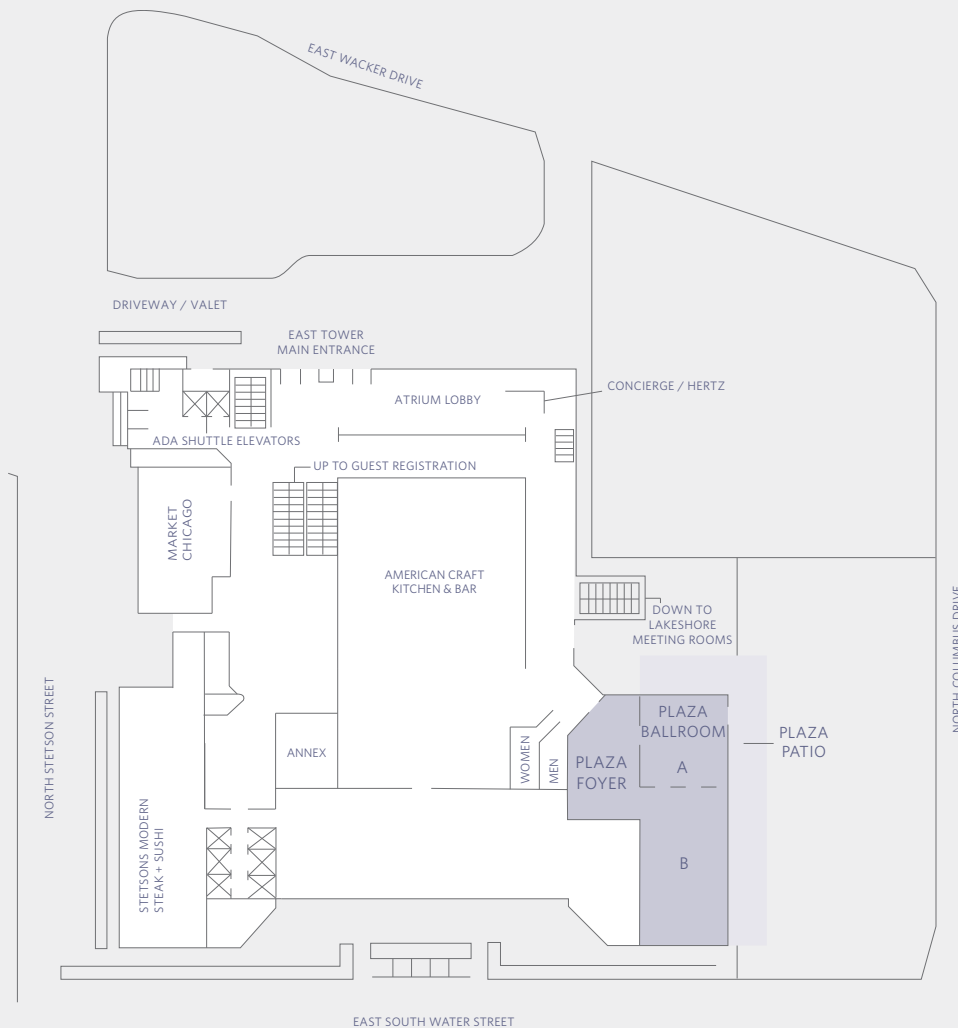 EAST WACKER DRIVE
DRIVEWAY / VALET
EAST TOWER
MAIN ENTRANCE
CONCIERGE / HERTZ
ATRIUM LOBBY
ADA SHUTTLE ELEVATORS
UP TO GUEST REGISTRATION
MARKET
CHICAGO
AMERICAN CRAFT
KITCHEN & BAR
DOWN TO
LAKESHORE
MEETING ROOMS
NORTH COLUMBUS DRIVE
NORTH STETSON STREET
PLAZA
BALLROOM
A
PLAZA
PATIO
PLAZA
FOYER
WOMEN
MEN
ANNEX
STETSONS MODERN
STEAK + SUSHI
B
EAST SOUTH WATER STREET